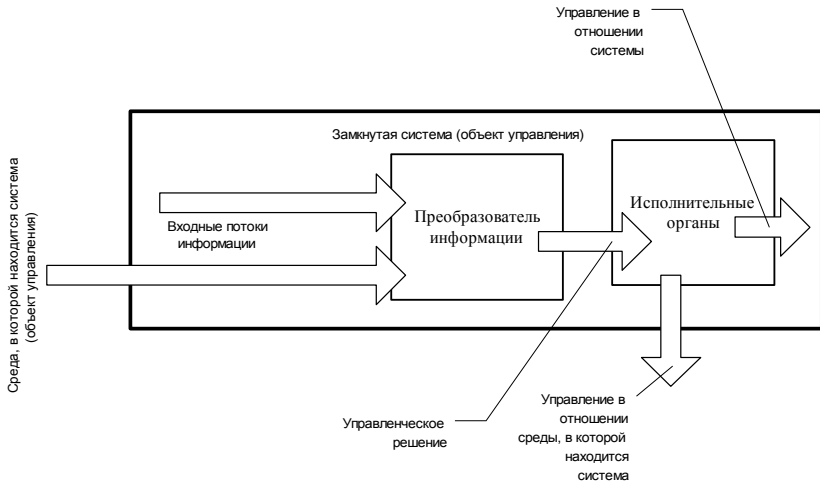 Управление в
отношении
системы
Замкнутая система (объект управления)
Среда, в которой находится система
(объект управления)
Входные потоки
информации
Преобразователь
информации
Исполнительные
органы
Управленческое
решение
Управление в
отношении
среды, в которой
находится
система